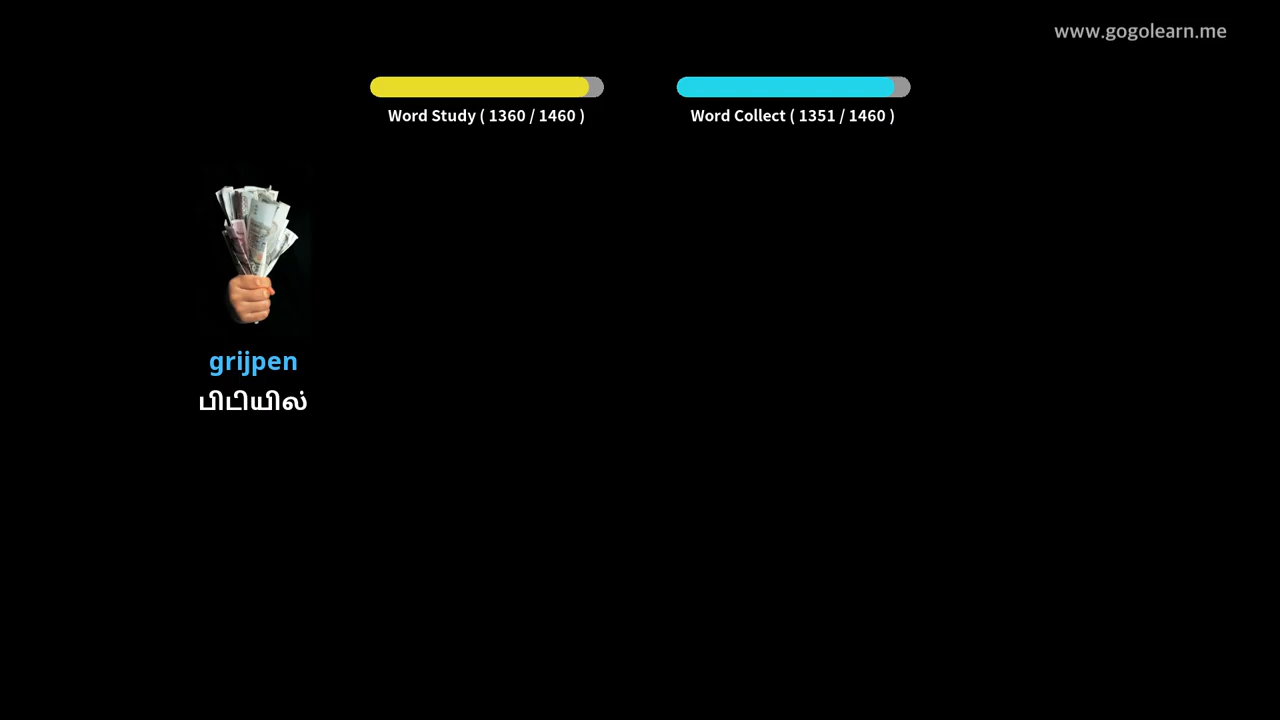 www.gogolearn.me
Word Study ( 1360 / 1460 )
Word Collect ( 1351 / 1460 )
grijpen
பிடியில்